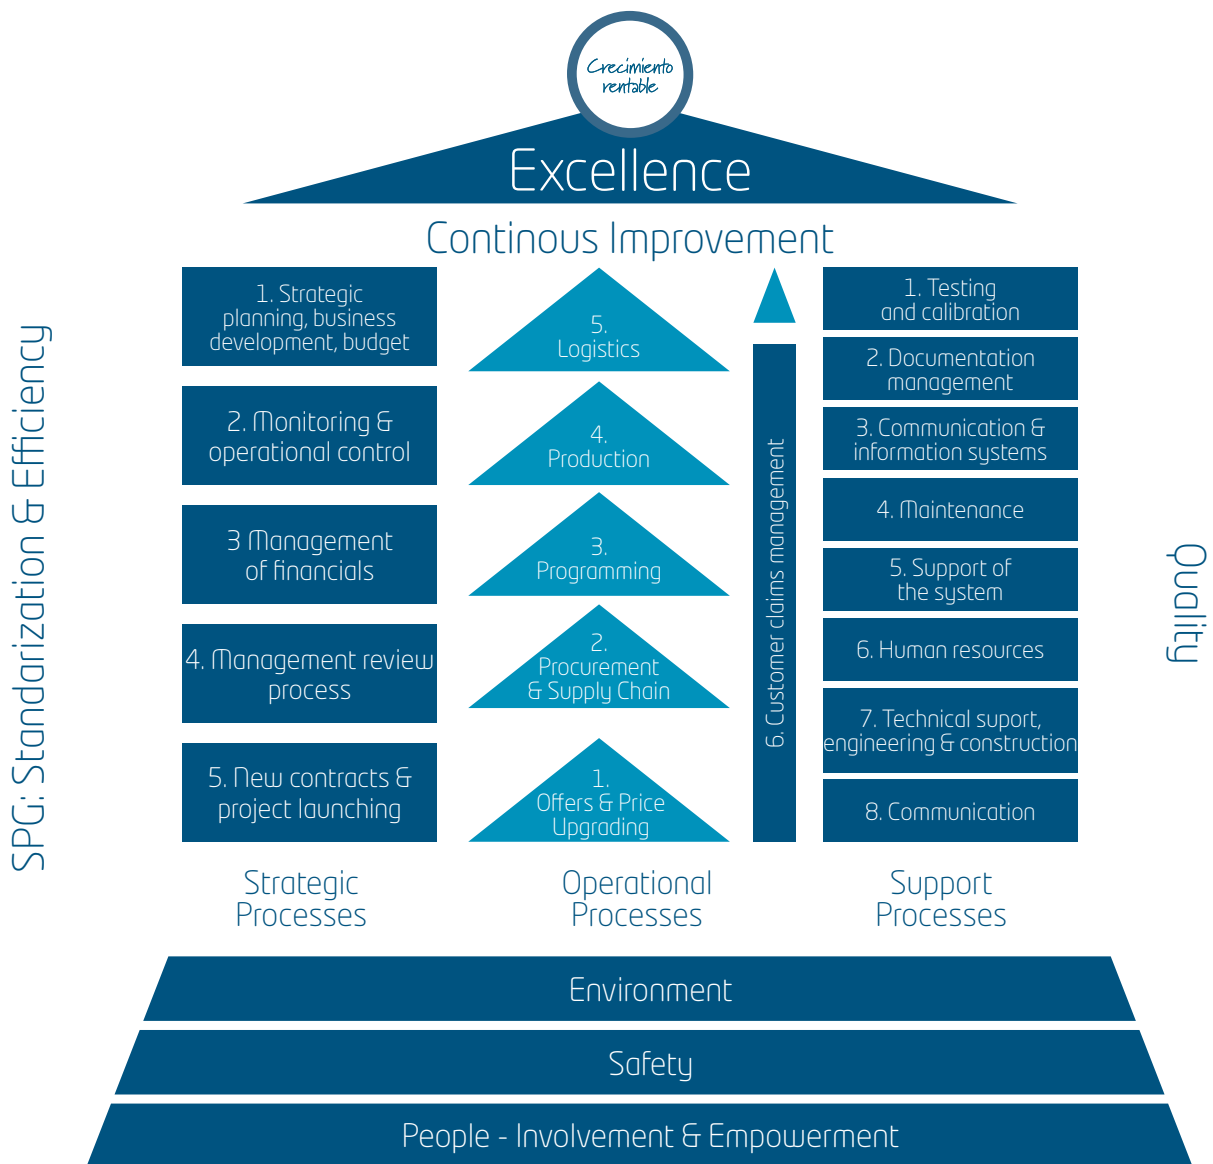 Crecimiento
rentable
Excellence
Continous Improvement
SPG: Standarization & Efficiency
1. Strategic
planning, business
development, budget
2. Monitoring &
operational control
3 Management
of financials
4. Management review
process
5. New contracts &
project launching
Strategic
Processes
5.
Logistics
4.
Production
3.
Programming
2.
Procurement
& Supply Chain
1.
Offers & Price
Upgrading
6. Customer claims management
Operational
Processes
1. Testing
and calibration
2. Documentation
management
3. Communication &
information systems
4. Maintenance
5. Support of
the system
6. Human resources
7. Technical suport,
engineering & construction
8. Communication
Support
Processes
Quality
Environment
Safety
People - Involvement & Empowerment